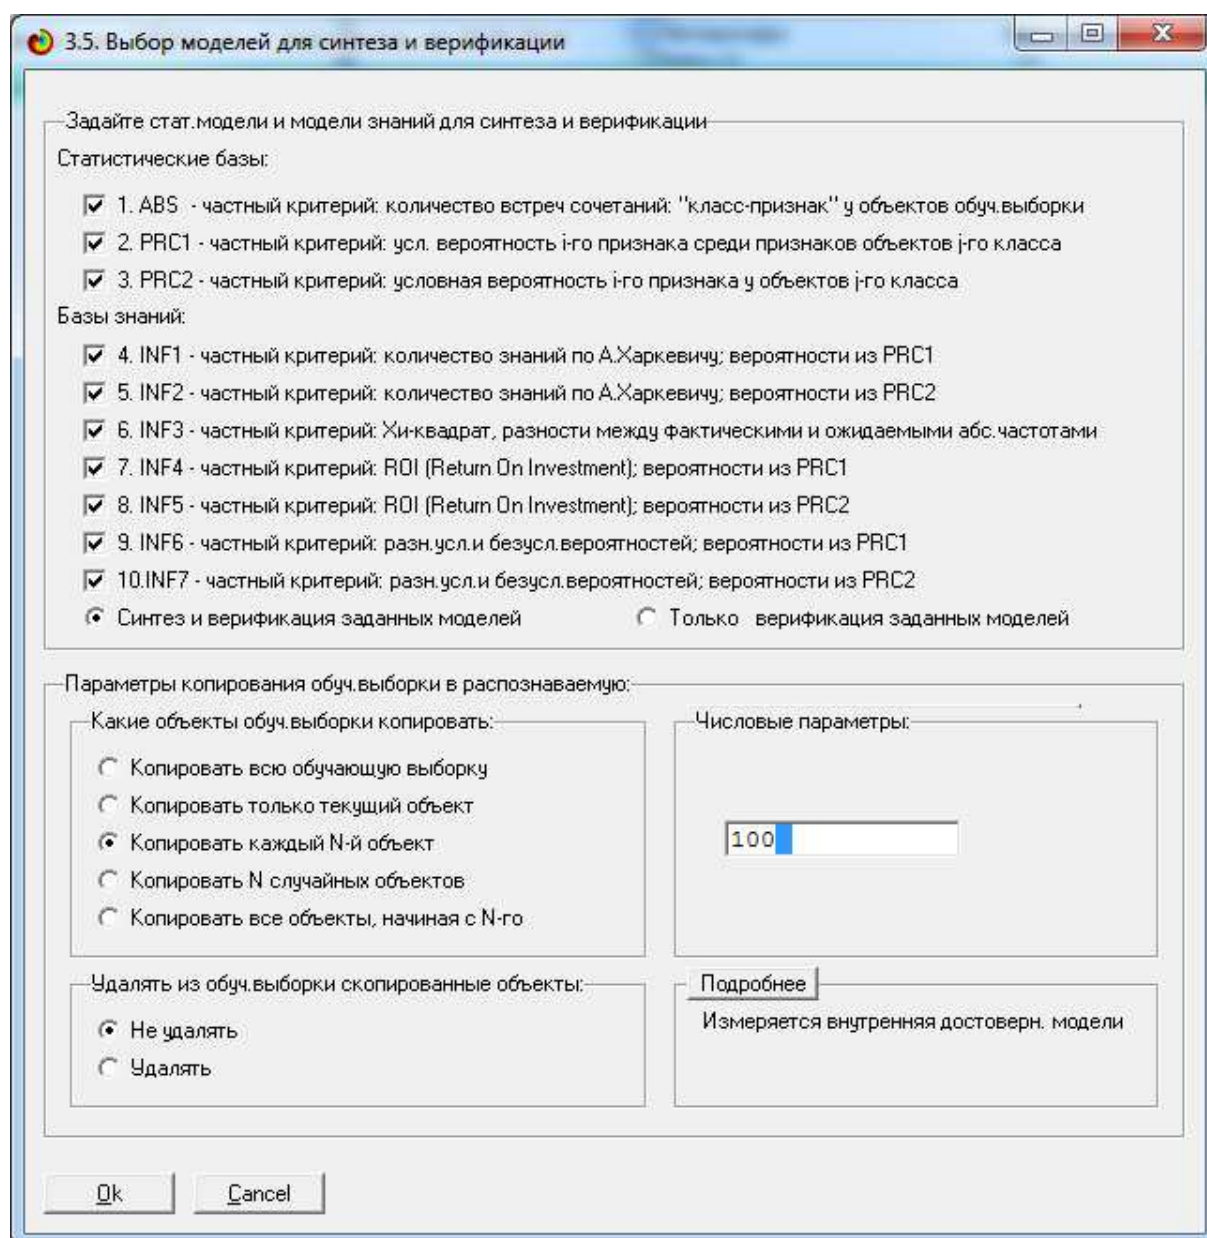 3.5. Выбор моделей для синтеза и верификации
Задайте стат.модели и модели знаний для синтеза и верификации
Статистические базы:
1. ABS - частный критерий: количество встреч сочетаний: "класс-признак" у объектов обуч.выборки
2. PRC1 - частный критерий: усл. вероятность i-го признака среди признаков объектов j-го класса
3. PRC2 - частный критерий: условная вероятность i-го признака у объектов j-го класса
Базы знаний:
4. INF1 - частный критерий: количество знаний по А.Харкевичу; вероятности из PRC1
5. INF2 - частный критерий: количество знаний по А.Харкевичу; вероятности из PRC2
6. INF3 - частный критерий: Хи-квадрат, разности между фактическими и ожидаемыми абс.частотами
7. INF4 - частный критерий: ROI (Return On Investment); вероятности из PRC1
8. INF5 - частный критерий: ROI (Return On Investment); вероятности из PRC2
9. INF6 - частный критерий: разн.усл.и безусл.вероятностей; вероятности из PRC1
10.INF7 - частный критерий: разн.усл.и безусл.вероятностей; вероятности из PRC2
Синтез и верификация заданных моделей Только верификация заданных моделей
Параметры копирования обуч.выборки в распознаваемую:
Какие объекты обуч.выборки копировать:
Копировать всю обучающую выборку
Копировать только текущий объект
Копировать каждый N-й объект
Копировать N случайных объектов
Копировать все объекты, начиная с N-го
Числовые параметры:
100
Удалять из обуч.выборки скопированные объекты:
Не удалять
Удалять
Подробнее
Измеряется внутренняя достоверн. модели
Ok Cancel